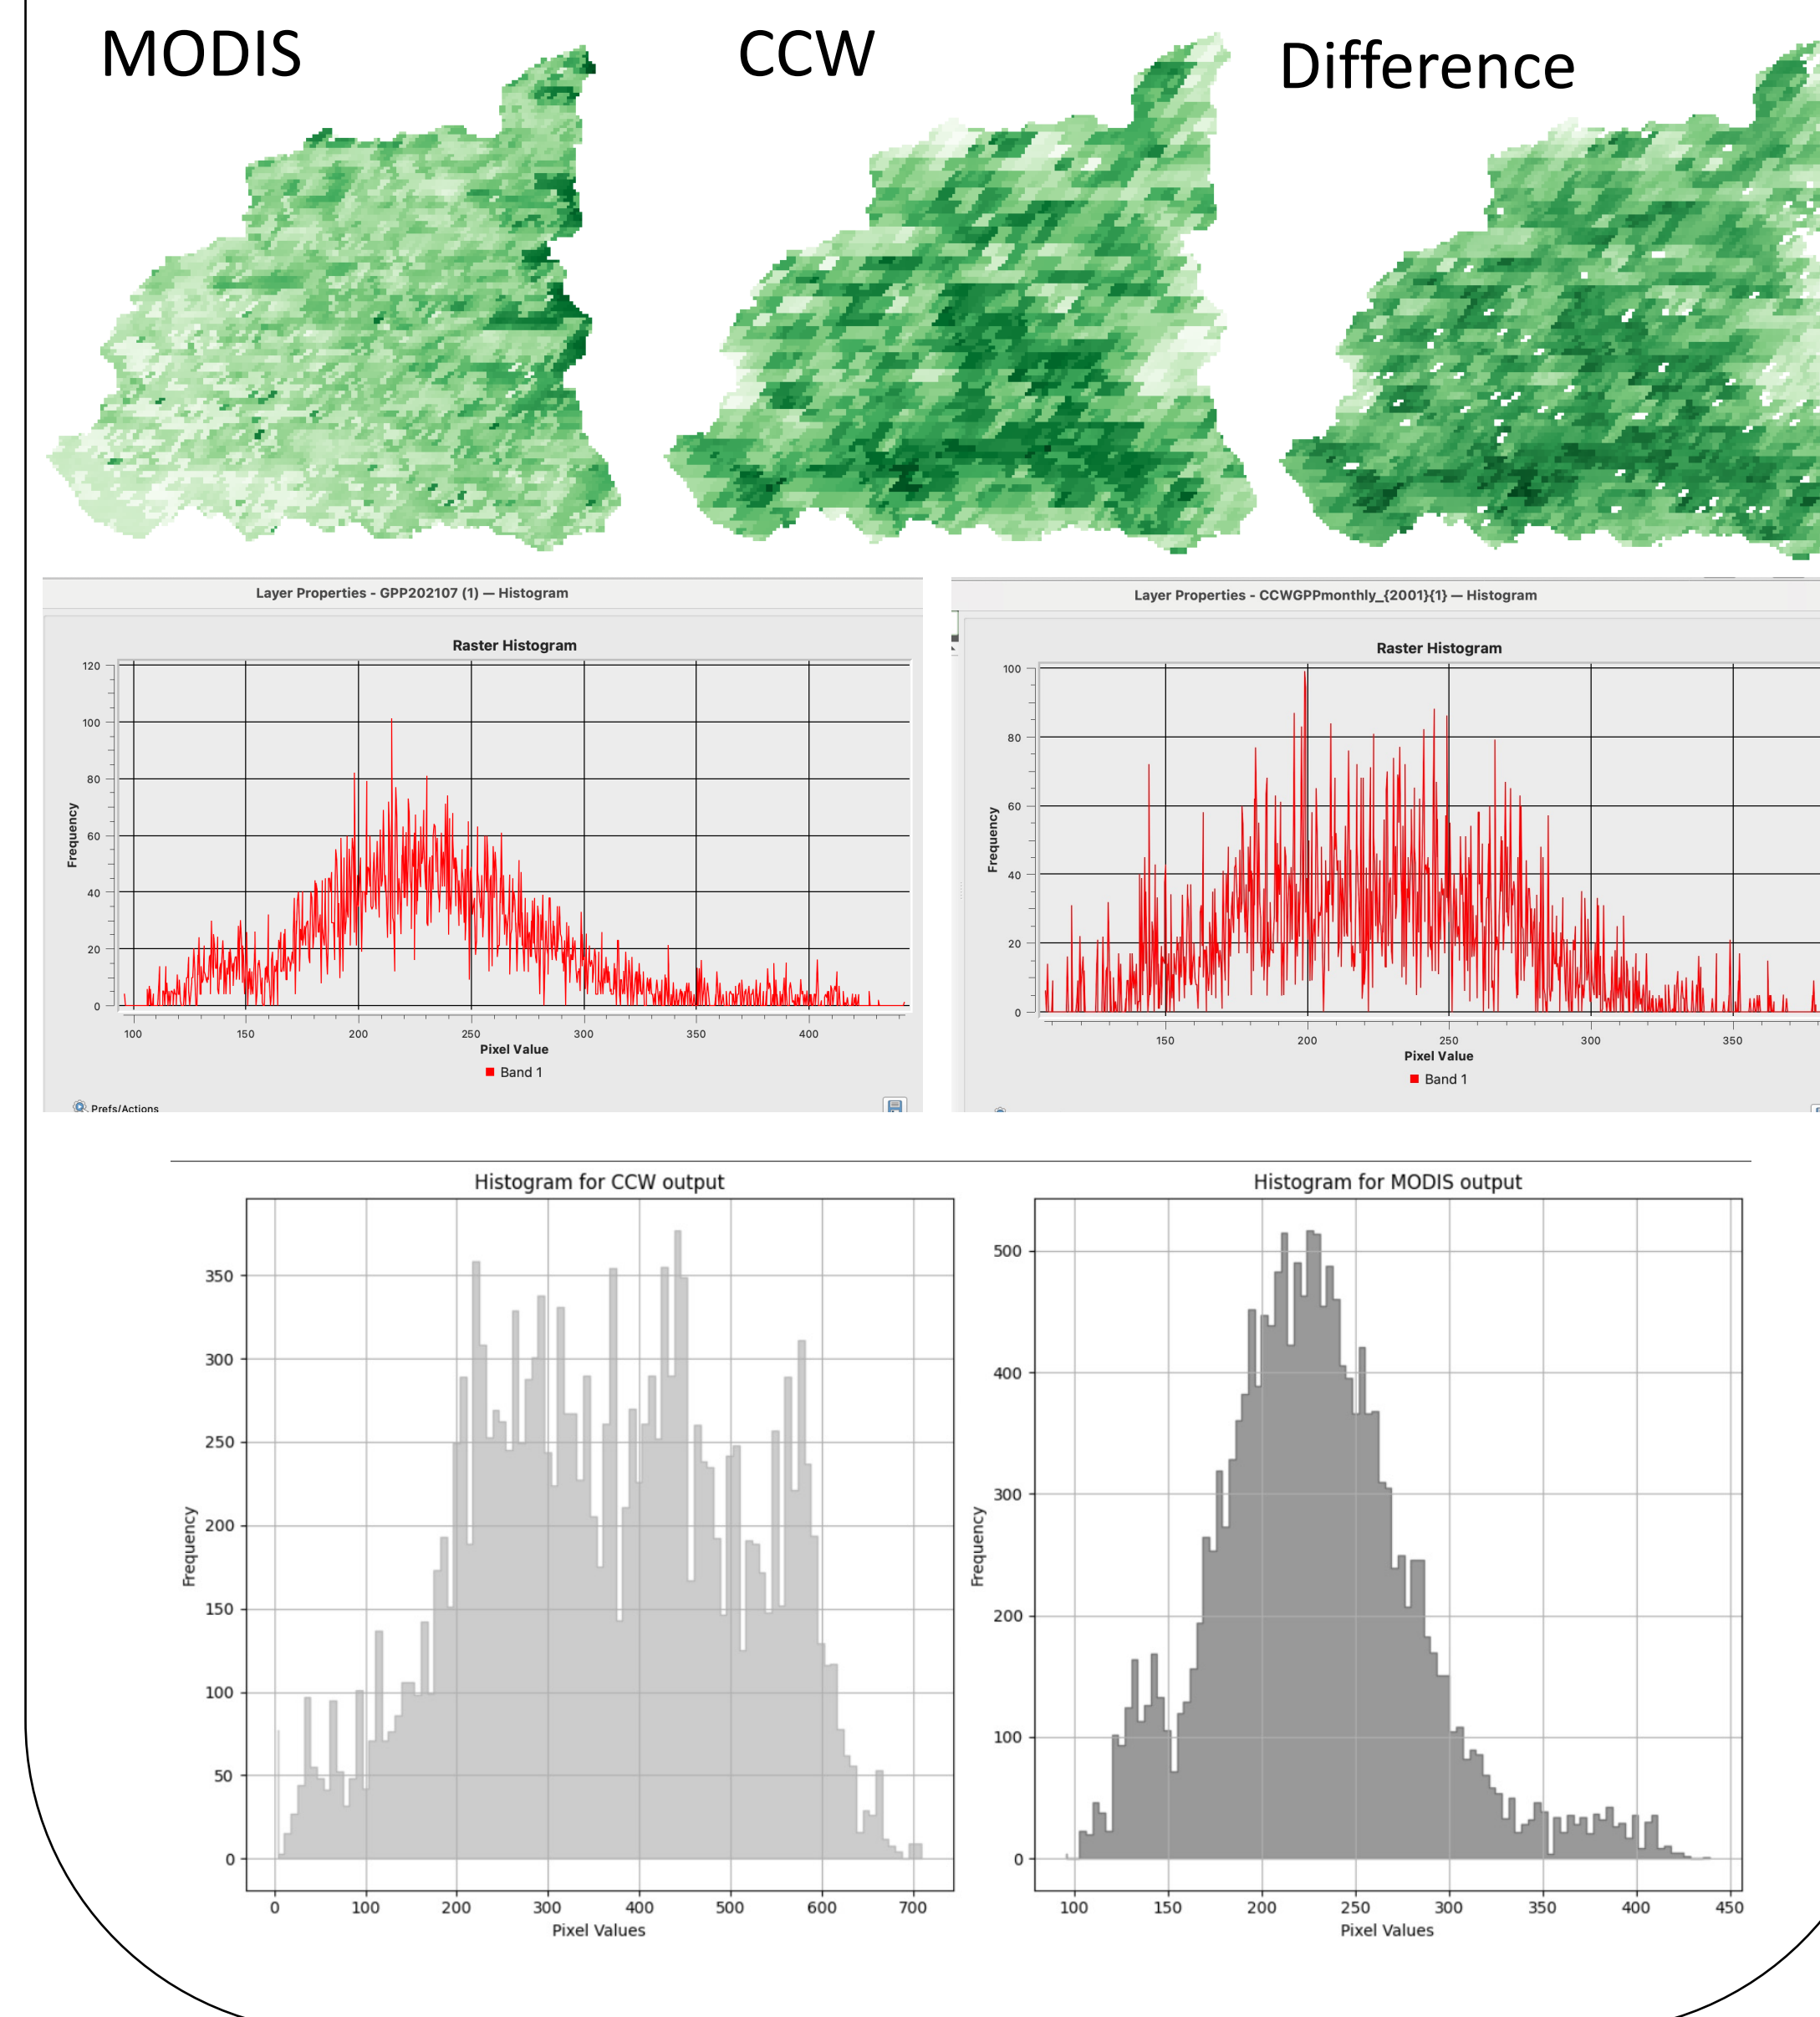 MODIS
CCW
Difference
Layer Properties - GPP202107 (1) — Histogram
Raster Histogram
120
100
80
60
40
20
0
Frequency
100 150 200 250 300 350 400
Pixel Value
Band 1
Prefs/Actions
Layer Properties - CCWGPPmonthly_{2001}{1} — Histogram
Raster Histogram
100
80
60
40
20
0
Frequency
150 200 250 300 350
Pixel Value
Band 1
Histogram for CCW output
350
300
250
200
150
100
50
0
Frequency
0 100 200 300 400 500 600 700
Pixel Values
Histogram for MODIS output
500
400
300
200
100
0
Frequency
100 150 200 250 300 350 400 450
Pixel Values